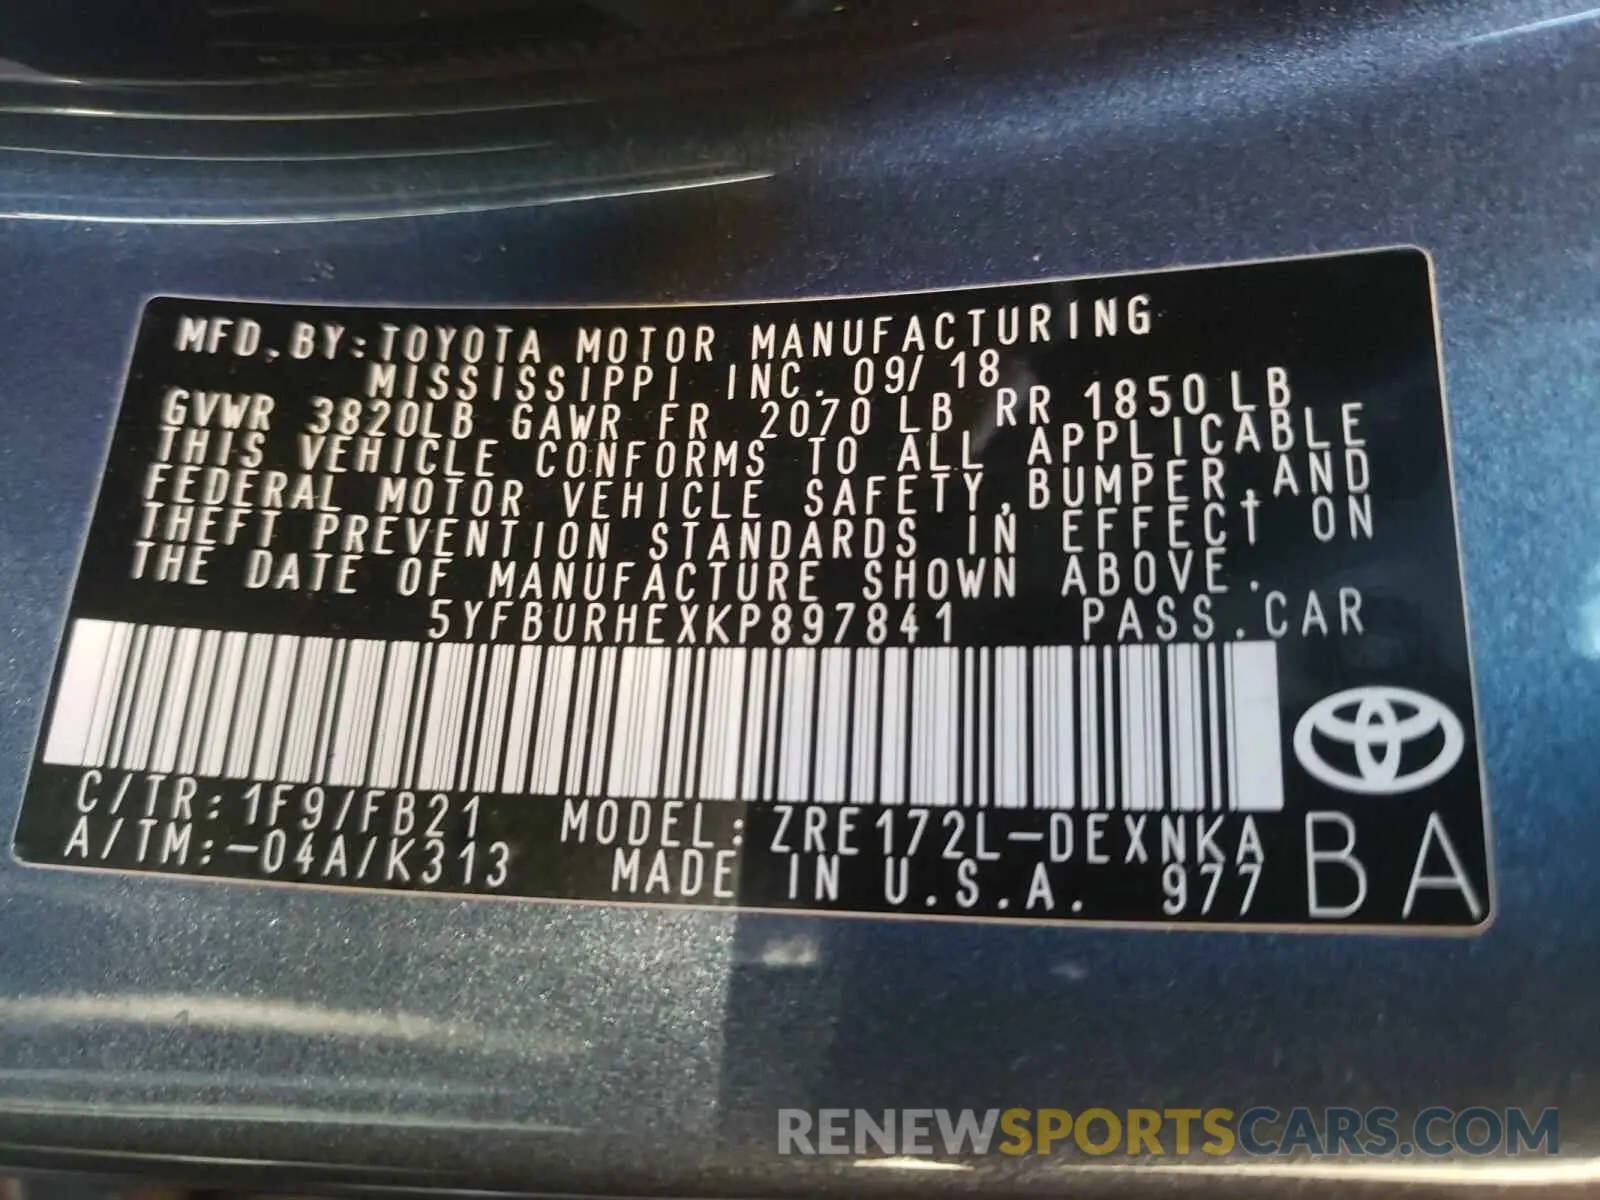 MFD. BY: TOYOTA MOTOR MANUFACTURING
MISSISSIPPI INC. 09/18
GVWR 3820LB GAWR FR 2070 LB RR 1850 LB
THIS VEHICLE CONFORMS TO ALL APPLICABLE
FEDERAL MOTOR VEHICLE SAFETY, BUMPER, AND
THEFT PREVENTION STANDARDS IN EFFECT ON
THE DATE OF MANUFACTURE SHOWN ABOVE.
5YFBURHEXKP897841 PASS. CAR
C/TR: 1F9/FB21 MODEL: ZRE172L-DEXNKA
A/TM: -04A/K313 MADE IN U.S.A. 977
BA
RENEWSPORTSCARS.COM